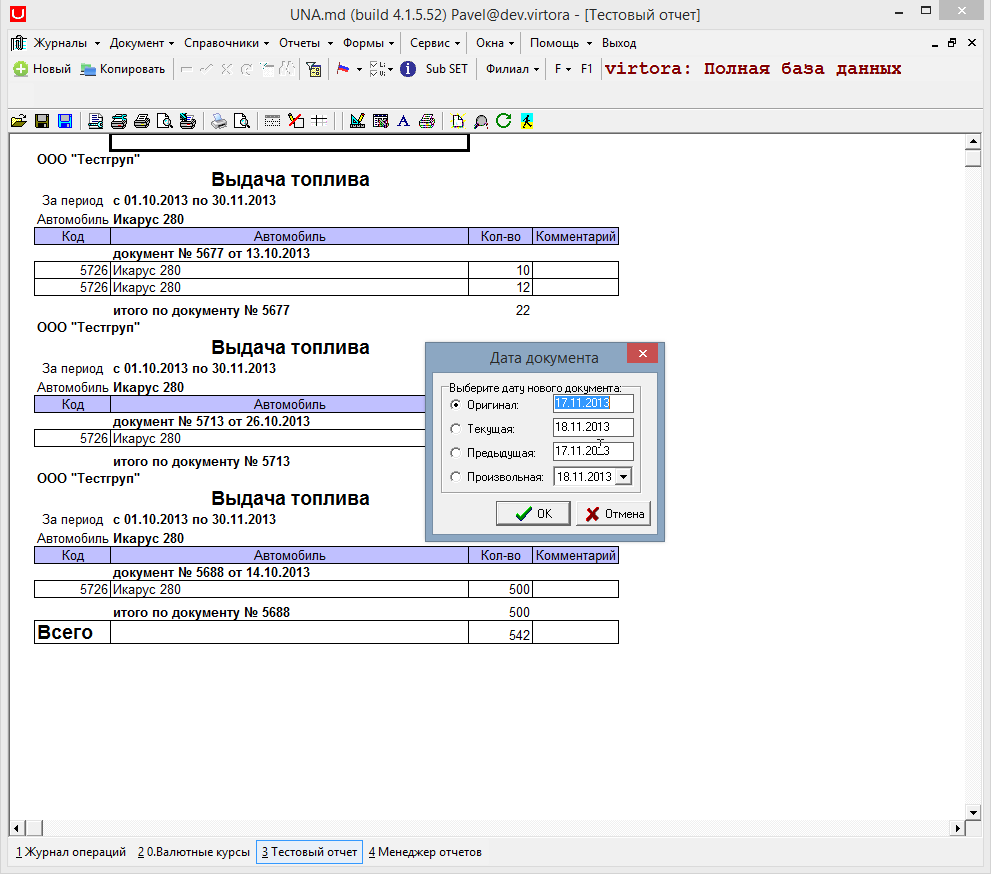 UNA.md (build 4.1.5.52) Pavel@dev.virtora - [Тестовый отчет]
Журналы Документ Справочники Отчеты Формы Сервис Окна Помощь Выход
Новый Копировать Sub SET Филиал F F1 virtora: Полная база данных
ООО "Тестгруп"
Выдача топлива
За период с 01.10.2013 по 30.11.2013
Автомобиль Икарус 280
Код Автомобиль Кол-во Комментарий
документ № 5677 от 13.10.2013
5726 Икарус 280 10
5726 Икарус 280 12
итого по документу № 5677 22
ООО "Тестгруп"
Выдача топлива
За период с 01.10.2013 по 30.11.2013
Автомобиль Икарус 280
Код Автомобиль
документ № 5713 от 26.10.2013
5726 Икарус 280
итого по документу № 5713
ООО "Тестгруп"
Выдача топлива
За период с 01.10.2013 по 30.11.2013
Автомобиль Икарус 280
Код Автомобиль Кол-во Комментарий
документ № 5688 от 14.10.2013
5726 Икарус 280 500
итого по документу № 5688 500
Всего 542
Дата документа
Выберите дату нового документа:
Оригинал: 17.11.2013
Текущая: 18.11.2013
Предыдущая: 17.11.2013
Произвольная: 18.11.2013
OK Отмена
1 Журнал операций 2 0.Валютные курсы 3 Тестовый отчет 4 Менеджер отчетов